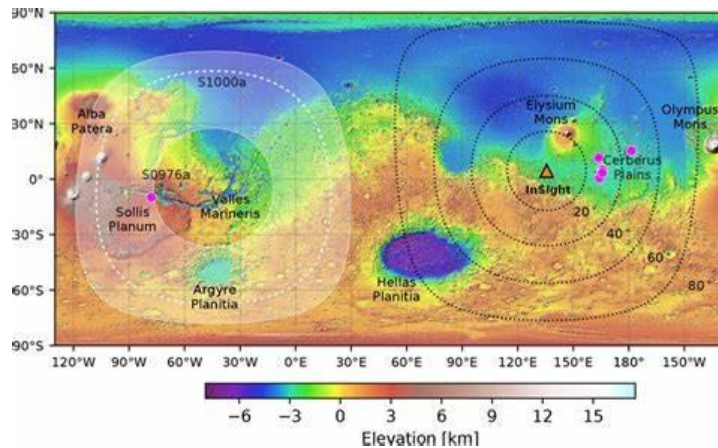 90°N
60°N
30°N
0°
30°S
60°S
90°S
S1000a
Alba
Patera
Elysium
Mons
Olympus
Mons
S0976a
Cerberus
Plains
InSight
Sollis
Planum
Valles
Marineris
20
40
60
80
Argyre
Planitia
Hellas
Planitia
120°W 90°W 60°W 30°W 0°E 30°E 60°E 90°E 120°E 150°E 180° 150°W
−6 −3 0 3 6 9 12 15
Elevation [km]